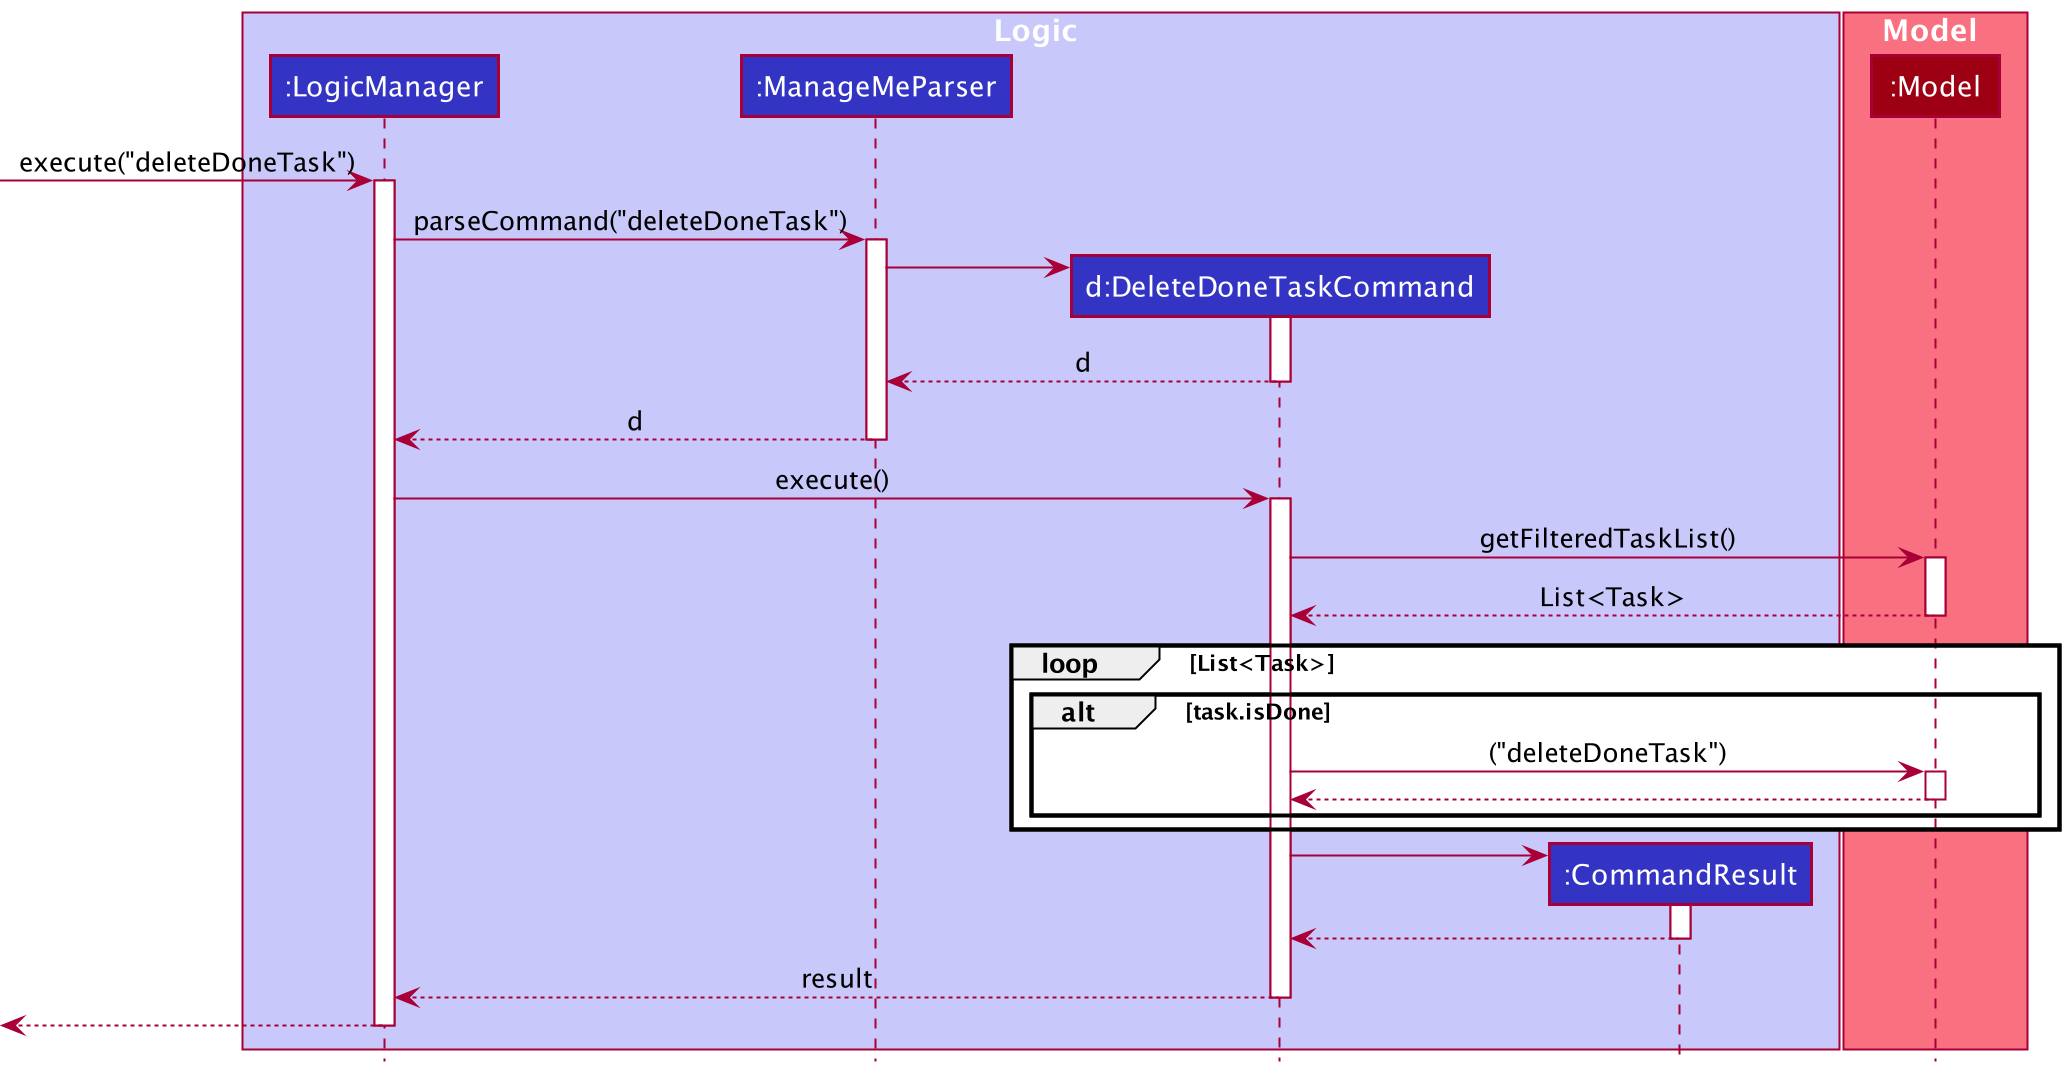 Logic
Model
:LogicManager
:ManageMeParser
:Model
execute("deleteDoneTask")
parseCommand("deleteDoneTask")
d:DeleteDoneTaskCommand
d
d
execute()
getFilteredTaskList()
List<Task>
loop
[List<Task>]
alt
[task.isDone]
("deleteDoneTask")
:CommandResult
result